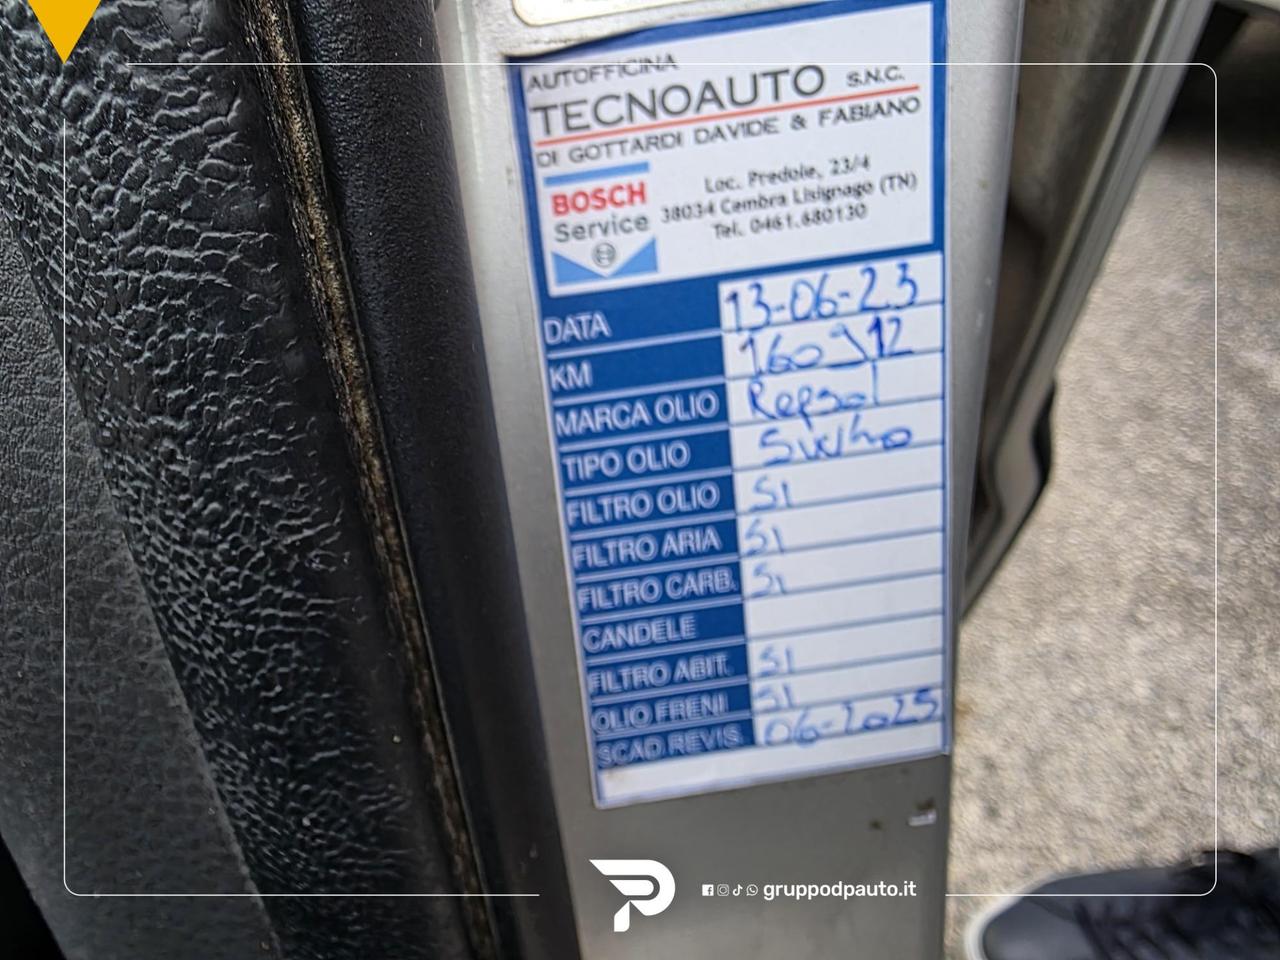 AUTOFFICINA
TECNOAUTO S.N.C.
DI GOTTARDI DAVIDE & FABIANO
BOSCH
Service
Loc. Predole, 23/4
38034 Cembra Lisignago (TN)
Tel. 0461.680130
DATA 13-06-23
KM 160912
MARCA OLIO Repsol
TIPO OLIO 5W40
FILTRO OLIO SI
FILTRO ARIA SI
FILTRO CARB. Si
CANDELE
FILTRO ABIT. SI
OLIO FRENI SI
SCAD.REVIS. 06-2025
gruppodpauto.it